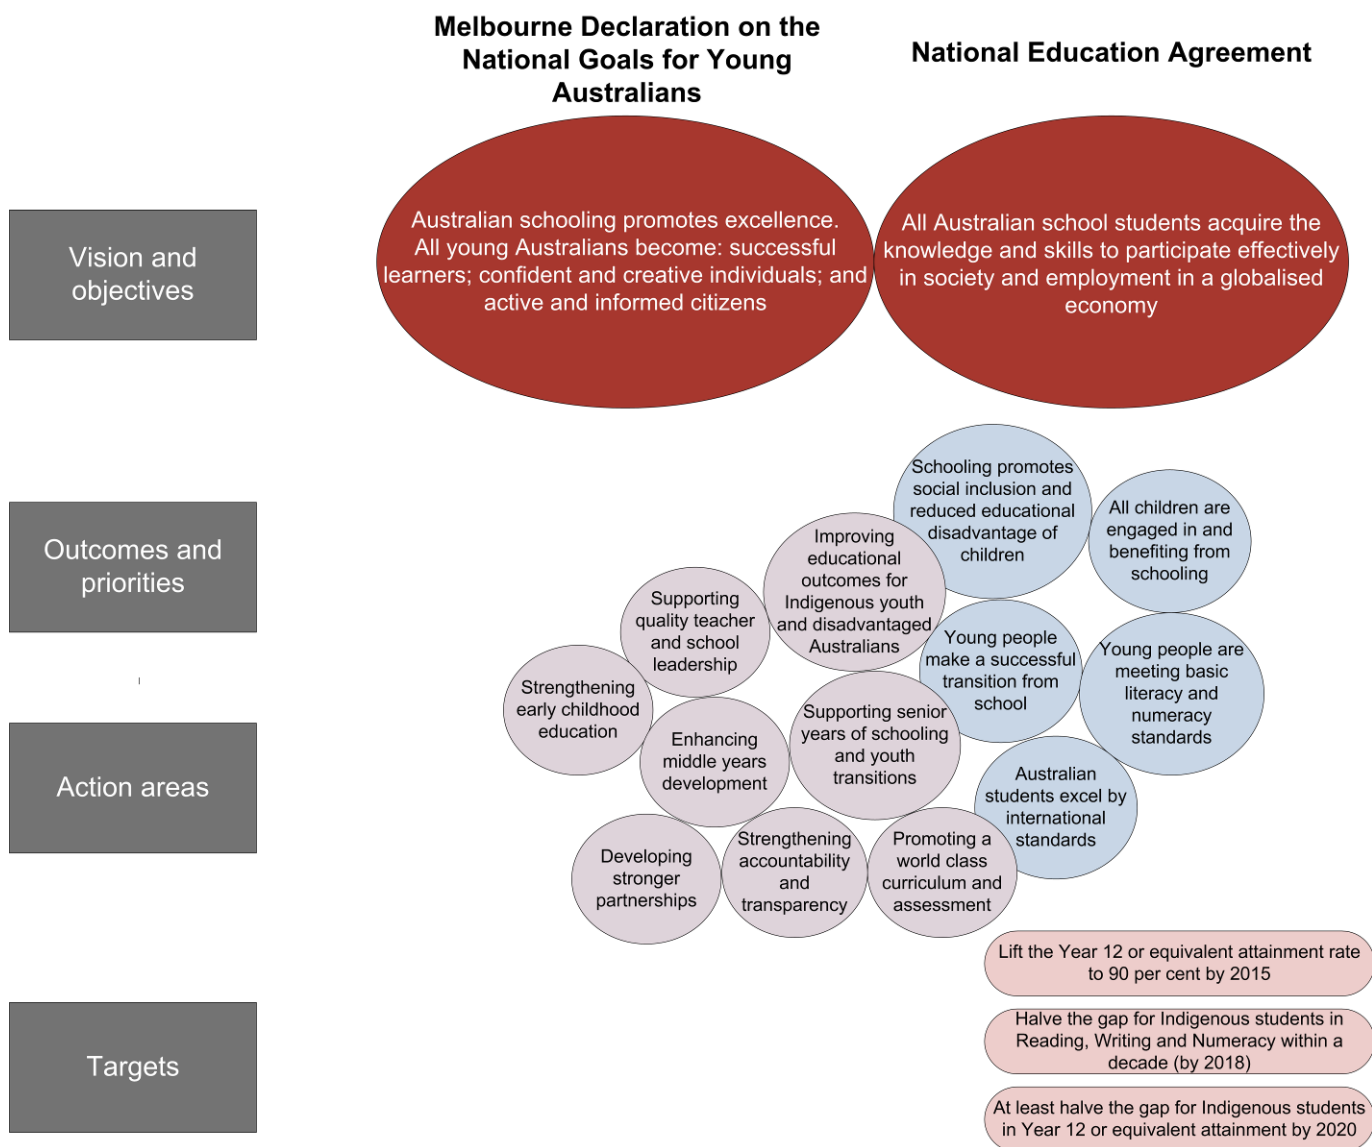 Melbourne Declaration on the
National Goals for Young
Australians
National Education Agreement
Vision and
objectives
Australian schooling promotes excellence.
All young Australians become: successful
learners; confident and creative individuals; and
active and informed citizens
All Australian school students acquire the
knowledge and skills to participate effectively
in society and employment in a globalised
economy
Outcomes and
priorities
Schooling promotes
social inclusion and
reduced educational
disadvantage of
children
All children are
engaged in and
benefiting from
schooling
Improving
educational
outcomes for
Indigenous youth
and disadvantaged
Australians
Supporting
quality teacher
and school
leadership
Young people
make a successful
transition from
school
Young people are
meeting basic
literacy and
numeracy
standards
Strengthening
early childhood
education
Action areas
Enhancing
middle years
development
Supporting senior
years of schooling
and youth
transitions
Australian
students excel by
international
standards
Developing
stronger
partnerships
Strengthening
accountability
and
transparency
Promoting a
world class
curriculum and
assessment
Targets
Lift the Year 12 or equivalent attainment rate
to 90 per cent by 2015
Halve the gap for Indigenous students in
Reading, Writing and Numeracy within a
decade (by 2018)
At least halve the gap for Indigenous students
in Year 12 or equivalent attainment by 2020